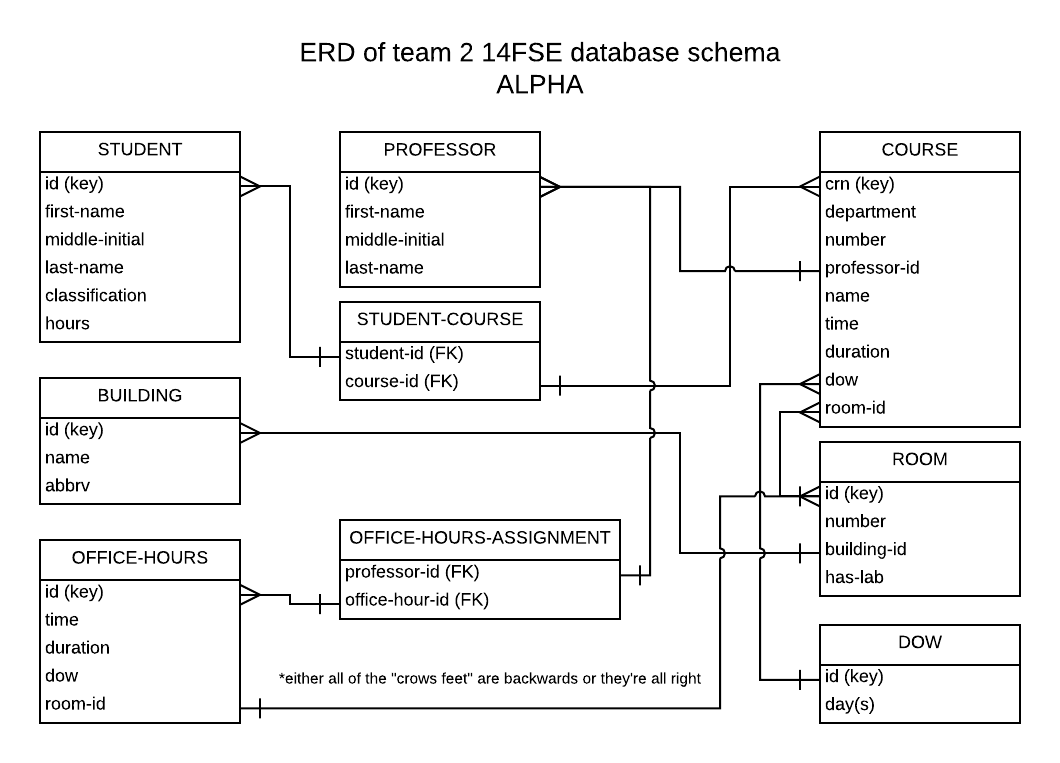 ERD of team 2 14FSE database schema
ALPHA
STUDENT
id (key)
first-name
middle-initial
last-name
classification
hours
PROFESSOR
id (key)
first-name
middle-initial
last-name
STUDENT-COURSE
student-id (FK)
course-id (FK)
COURSE
crn (key)
department
number
professor-id
name
time
duration
dow
room-id
BUILDING
id (key)
name
abbrv
ROOM
id (key)
number
building-id
has-lab
OFFICE-HOURS
id (key)
time
duration
dow
room-id
OFFICE-HOURS-ASSIGNMENT
professor-id (FK)
office-hour-id (FK)
DOW
id (key)
day(s)
*either all of the "crows feet" are backwards or they're all right